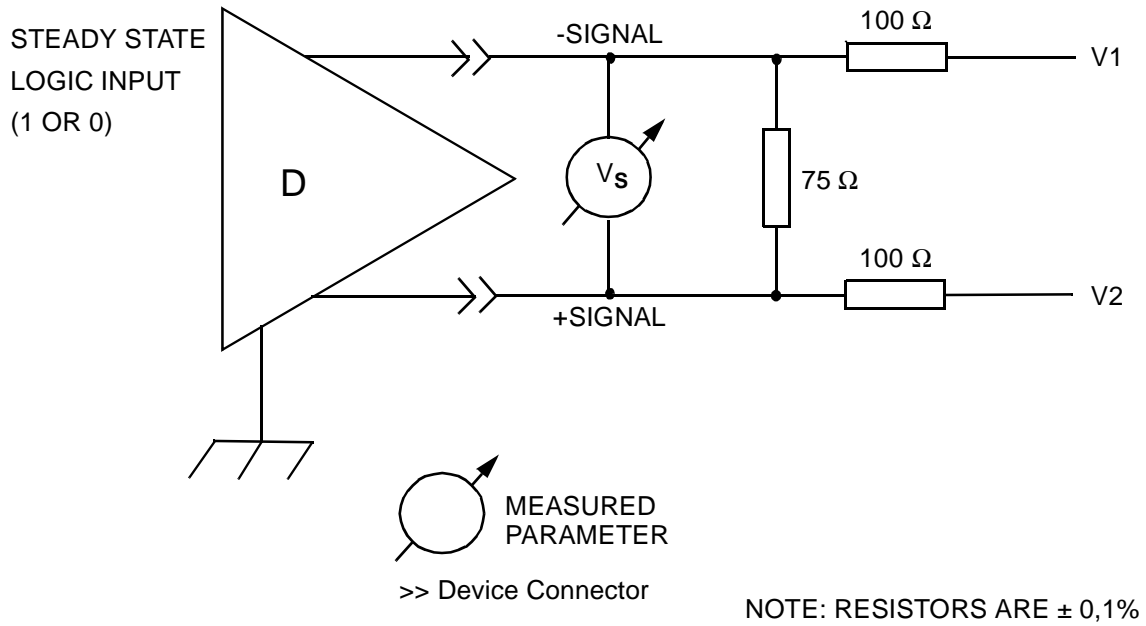 STEADY STATE
LOGIC INPUT
(1 OR 0)
D
-SIGNAL
100 Ω
V1
VS
75 Ω
100 Ω
V2
+SIGNAL
MEASURED
PARAMETER
>> Device Connector
NOTE: RESISTORS ARE ± 0,1%